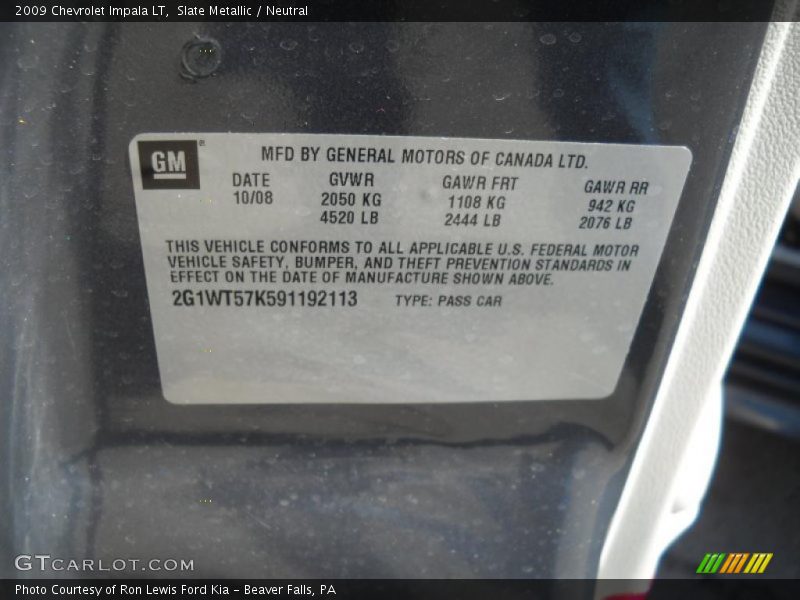 2009 Chevrolet Impala LT, Slate Metallic / Neutral
GM®
MFD BY GENERAL MOTORS OF CANADA LTD.
DATE GVWR GAWR FRT GAWR RR
10/08 2050 KG 1108 KG 942 KG
4520 LB 2444 LB 2076 LB
THIS VEHICLE CONFORMS TO ALL APPLICABLE U.S. FEDERAL MOTOR
VEHICLE SAFETY, BUMPER, AND THEFT PREVENTION STANDARDS IN
EFFECT ON THE DATE OF MANUFACTURE SHOWN ABOVE.
2G1WT57K591192113 TYPE: PASS CAR
GTCARLOT.COM
Photo Courtesy of Ron Lewis Ford Kia - Beaver Falls, PA